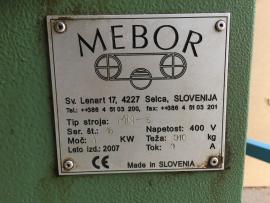 MEBOR
Sv. Lenart 17, 4227 Selca, SLOVENIJA
Tel.: ++386 4 51 03 200, fax: ++386 4 51 03 201
Tip stroja:
Ser. št.: Napetost: 400 V
Moč: KW Teža: kg
Leto izd.: 2007 Tok: A
CE Made in SLOVENIA